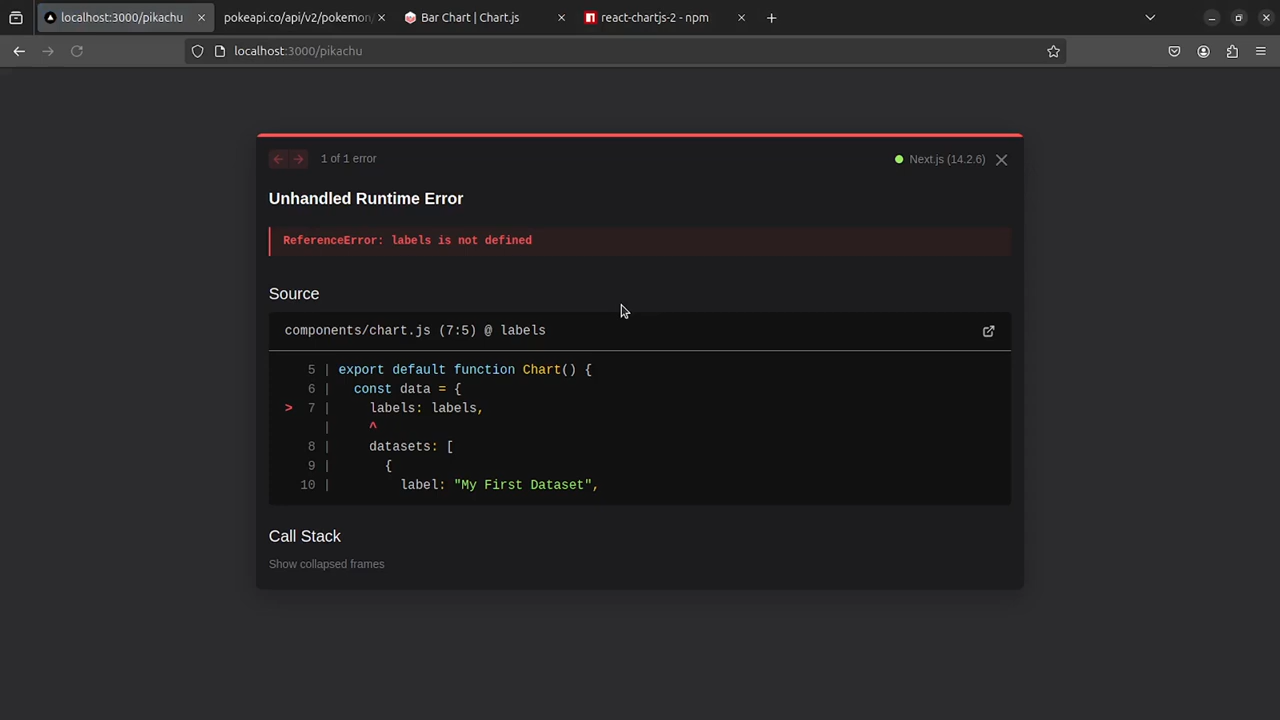 localhost:3000/pikachu
pokeapi.co/api/v2/pokemon/
Bar Chart | Chart.js
react-chartjs-2 - npm
localhost:3000/pikachu
1 of 1 error
Next.js (14.2.6)
Unhandled Runtime Error
ReferenceError: labels is not defined
Source
components/chart.js (7:5) @ labels
5 | export default function Chart() {
6 |   const data = {
> 7 |     labels: labels,
|     ^
8 |     datasets: [
9 |       {
10 |         label: "My First Dataset",
Call Stack
Show collapsed frames